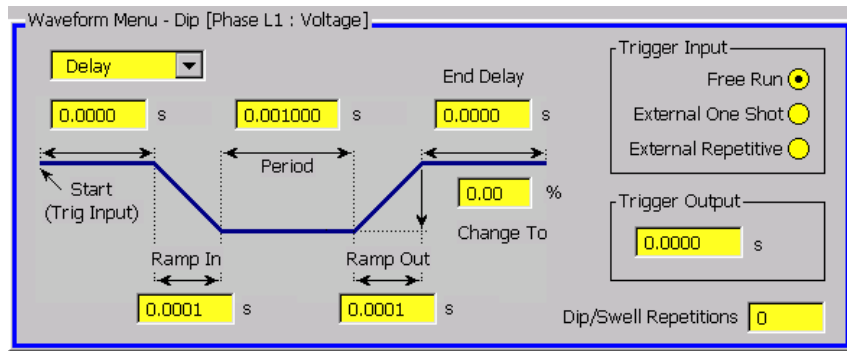 Waveform Menu - Dip [Phase L1 : Voltage]
Delay
End Delay
0.0000 s
0.001000 s
0.0000 s
Period
Start
(Trig Input)
0.00 %
Change To
Ramp In
Ramp Out
0.0001 s
0.0001 s
Trigger Input
Free Run
External One Shot
External Repetitive
Trigger Output
0.0000 s
Dip/Swell Repetitions 0